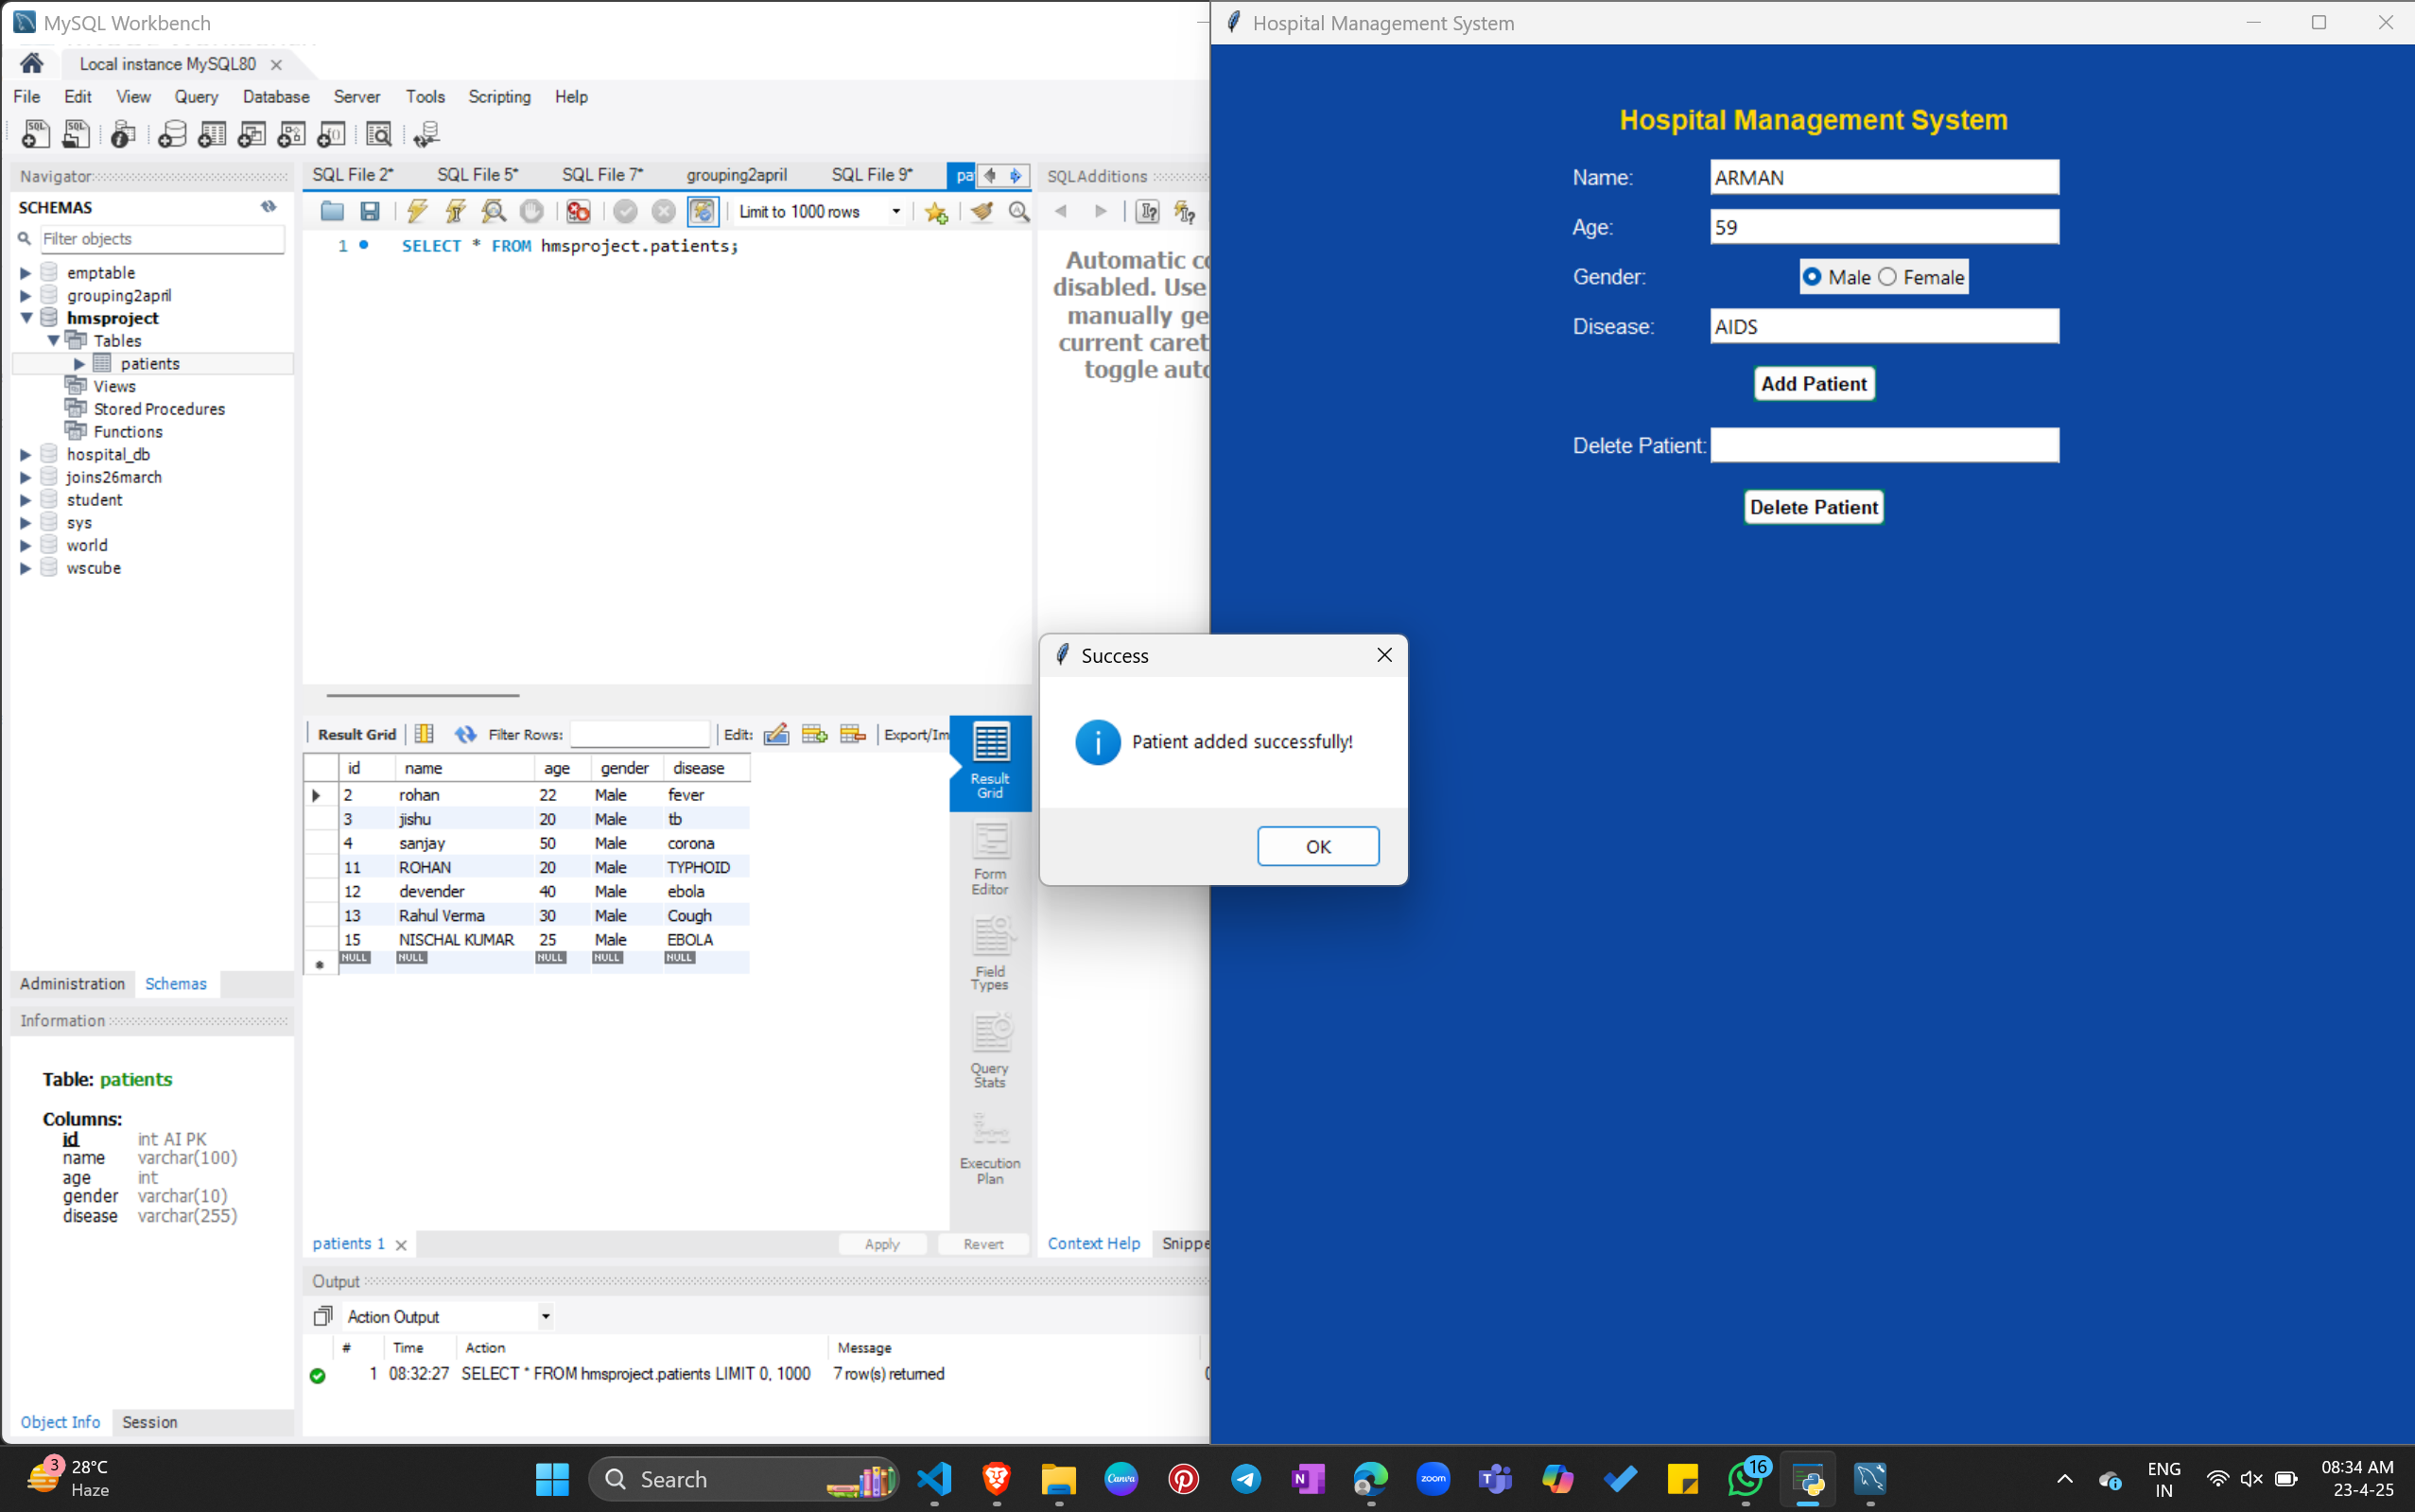 MySQL Workbench
Local instance MySQL80
File Edit View Query Database Server Tools Scripting Help
Navigator
SCHEMAS
Filter objects
emptable
grouping2april
hmsproject
Tables
patients
Views
Stored Procedures
Functions
hospital_db
joins26march
student
sys
world
wscube
Administration Schemas
Information
Table: patients
Columns:
id int AI PK
name varchar(100)
age int
gender varchar(10)
disease varchar(255)
Object Info Session
SQL File 2* SQL File 5* SQL File 7* grouping2april SQL File 9* pa
Limit to 1000 rows
1 SELECT * FROM hmsproject.patients;
SQLAdditions
Automatic co
disabled. Use
manually ge
current caret
toggle auto
Result Grid Filter Rows: Edit: Export/Im
id name age gender disease
2 rohan 22 Male fever
3 jishu 20 Male tb
4 sanjay 50 Male corona
11 ROHAN 20 Male TYPHOID
12 devender 40 Male ebola
13 Rahul Verma 30 Male Cough
15 NISCHAL KUMAR 25 Male EBOLA
NULL NULL NULL NULL NULL
Result
Grid
Form
Editor
Field
Types
Query
Stats
Execution
Plan
patients 1 Apply Revert
Context Help Snippe
Output
Action Output
# Time Action Message
1 08:32:27 SELECT * FROM hmsproject.patients LIMIT 0, 1000 7 row(s) returned
Hospital Management System
Hospital Management System
Name: ARMAN
Age: 59
Gender: Male Female
Disease: AIDS
Add Patient
Delete Patient:
Delete Patient
Success
Patient added successfully!
OK
3
28°C
Haze
Search
Canva
zoom
16
ENG
IN
08:34 AM
23-4-25